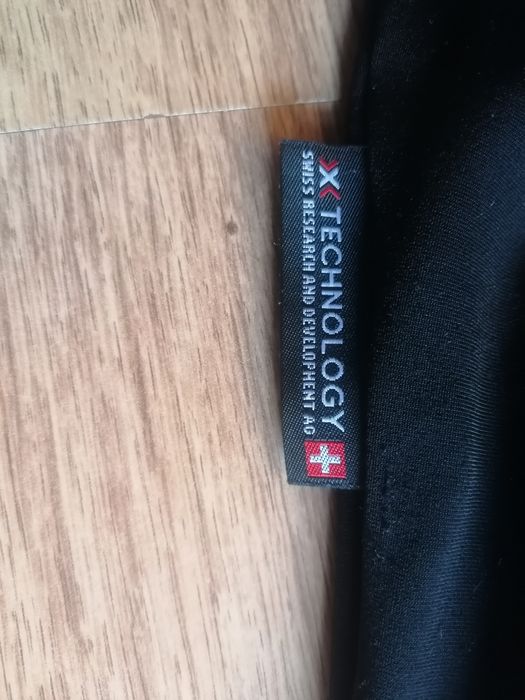 X TECHNOLOGY
SWISS RESEARCH AND DEVELOPMENT AG